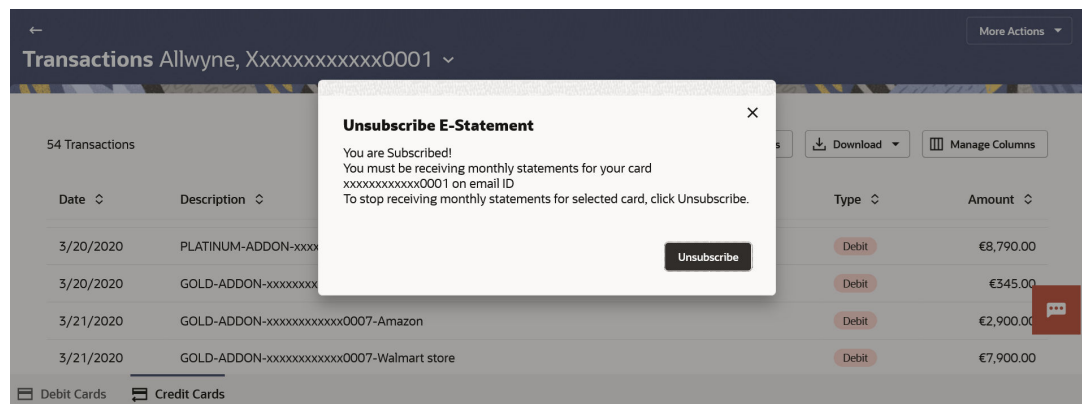 More Actions
Transactions Allwyne, Xxxxxxxxxxxx0001
Unsubscribe E-Statement
You are Subscribed!
You must be receiving monthly statements for your card
xxxxxxxxxxxx0001 on email ID
To stop receiving monthly statements for selected card, click Unsubscribe.
Unsubscribe
54 Transactions
s Download Manage Columns
Date Description Type Amount
3/20/2020 PLATINUM-ADDON-xxxx Debit €8,790.00
3/20/2020 GOLD-ADDON-xxxxxxxx Debit €345.00
3/21/2020 GOLD-ADDON-xxxxxxxxxxxx0007-Amazon Debit €2,900.00
3/21/2020 GOLD-ADDON-xxxxxxxxxxxx0007-Walmart store Debit €7,900.00
Debit Cards Credit Cards